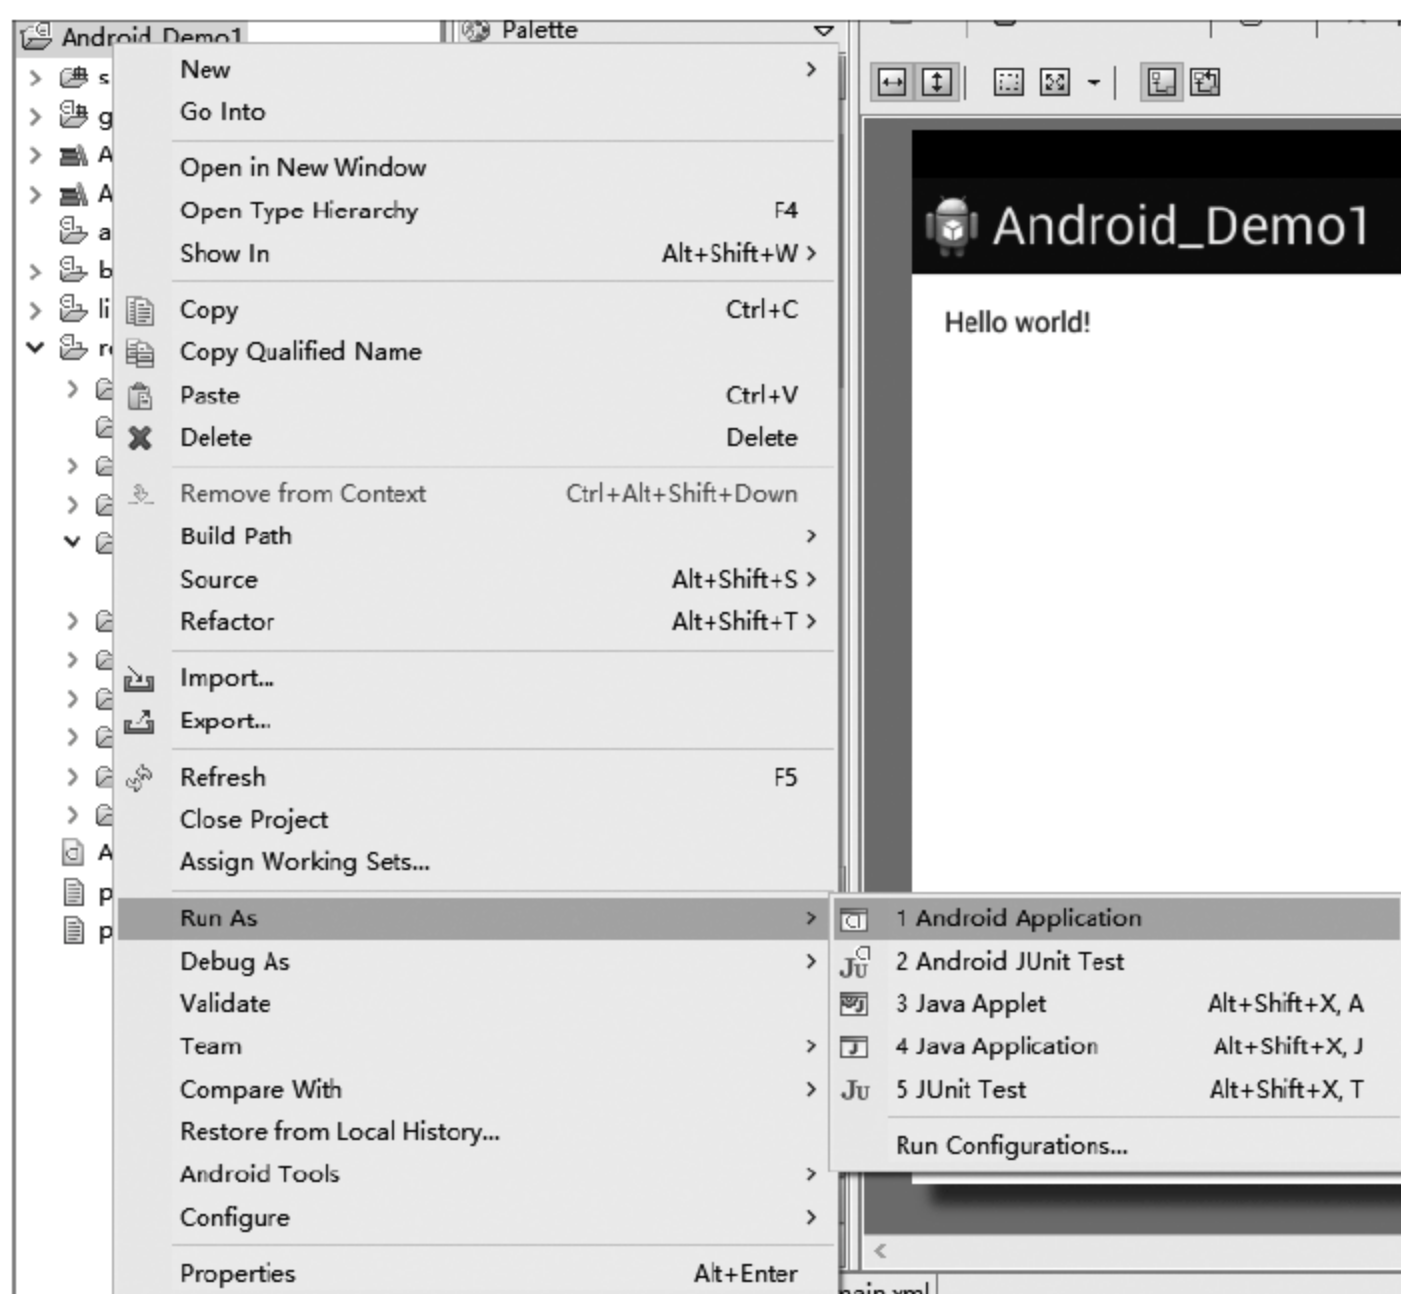 Android_Demo1
Palette
New
Go Into
Open in New Window
Open Type Hierarchy F4
Show In Alt+Shift+W
Copy Ctrl+C
Copy Qualified Name
Paste Ctrl+V
Delete Delete
Remove from Context Ctrl+Alt+Shift+Down
Build Path
Source Alt+Shift+S
Refactor Alt+Shift+T
Import...
Export...
Refresh F5
Close Project
Assign Working Sets...
Run As
Debug As
Validate
Team
Compare With
Restore from Local History...
Android Tools
Configure
Properties Alt+Enter
1 Android Application
2 Android JUnit Test
3 Java Applet Alt+Shift+X, A
4 Java Application Alt+Shift+X, J
5 JUnit Test Alt+Shift+X, T
Run Configurations...
Android_Demo1
Hello world!